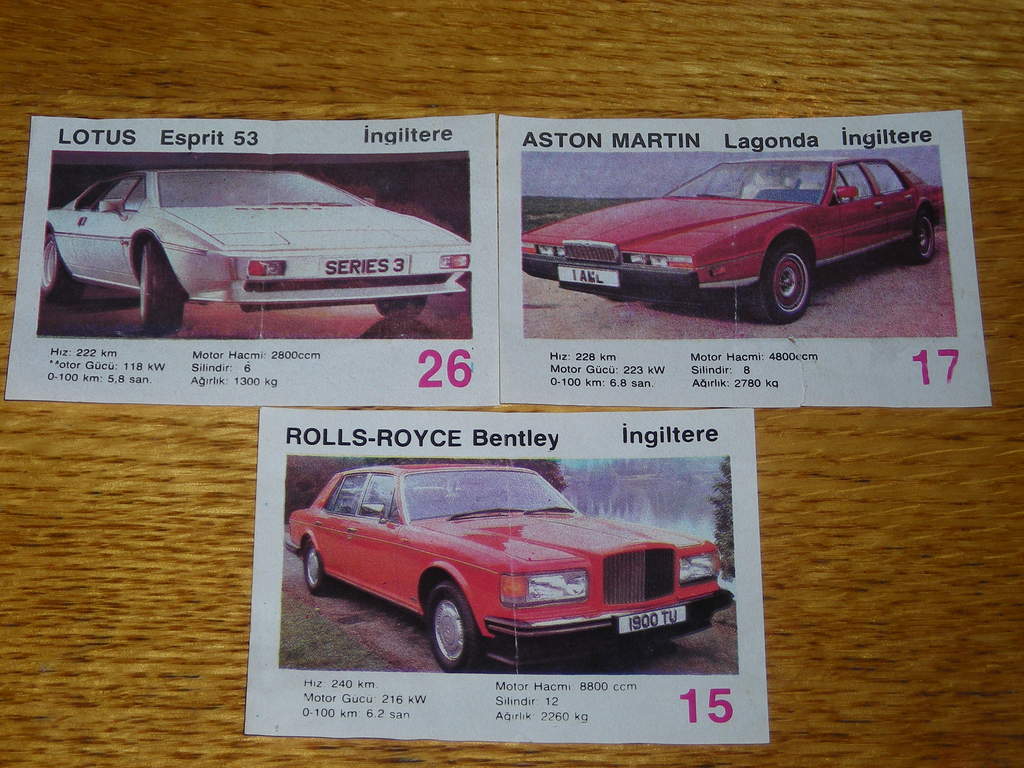 LOTUS Esprit 53 İngiltere
SERIES 3
Hız: 222 km
Motor Hacmi: 2800ccm
otor Gücü: 118 kW
Silindir: 6
0-100 km: 5,8 san.
Ağırlık: 1300 kg
26
ASTON MARTIN Lagonda İngiltere
1 AML
Hız: 228 km
Motor Hacmi: 4800ccm
Motor Gücü: 223 kW
Silindir: 8
0-100 km: 6.8 san.
Ağırlık: 2780 kg
17
ROLLS-ROYCE Bentley İngiltere
1900 TU
Hız: 240 km.
Motor Hacmi: 8800 ccm
Motor Gücü: 216 kW
Silindir: 12
0-100 km: 6.2 san
Ağırlık: 2260 kg
15